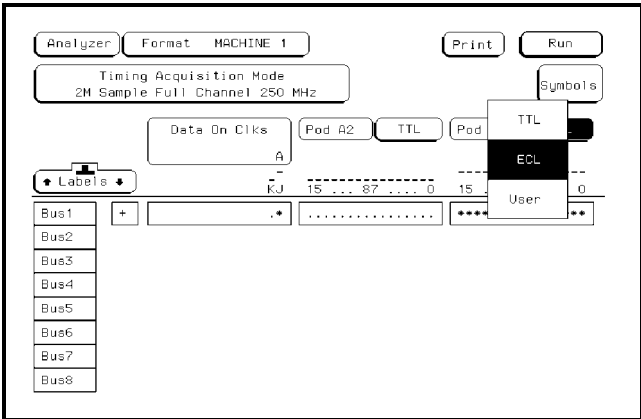 Analyzer Format MACHINE 1 Print Run
Timing Acquisition Mode
2M Sample Full Channel 250 MHz
Symbols
Data On Clks Pod A2 TTL Pod
A
TTL
ECL
User
↑ Labels ↓
KJ 15 ... 87 .... 0 15 . 0
Bus1 + .* ................ **** **
Bus2
Bus3
Bus4
Bus5
Bus6
Bus7
Bus8